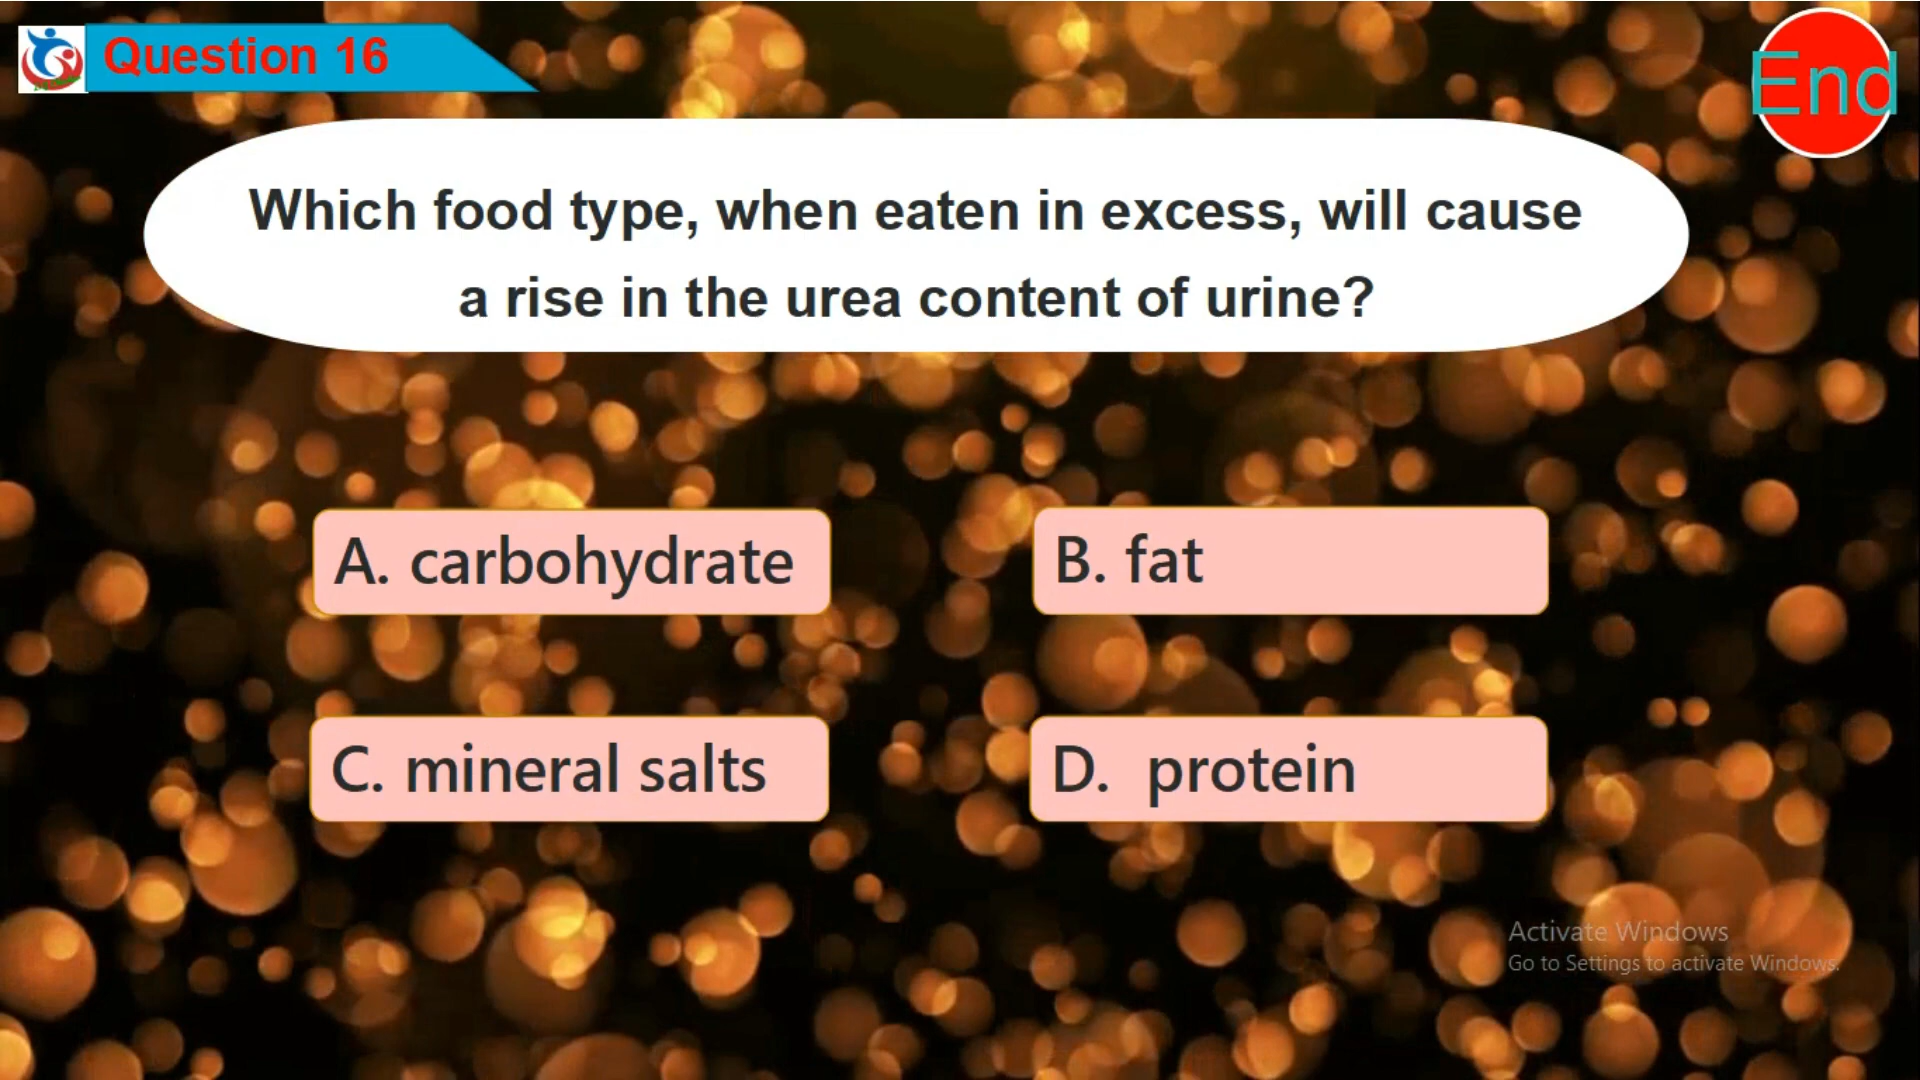 Question 16
End
Which food type, when eaten in excess, will cause
a rise in the urea content of urine?
A. carbohydrate
B. fat
C. mineral salts
D. protein
Activate Windows
Go to Settings to activate Windows.